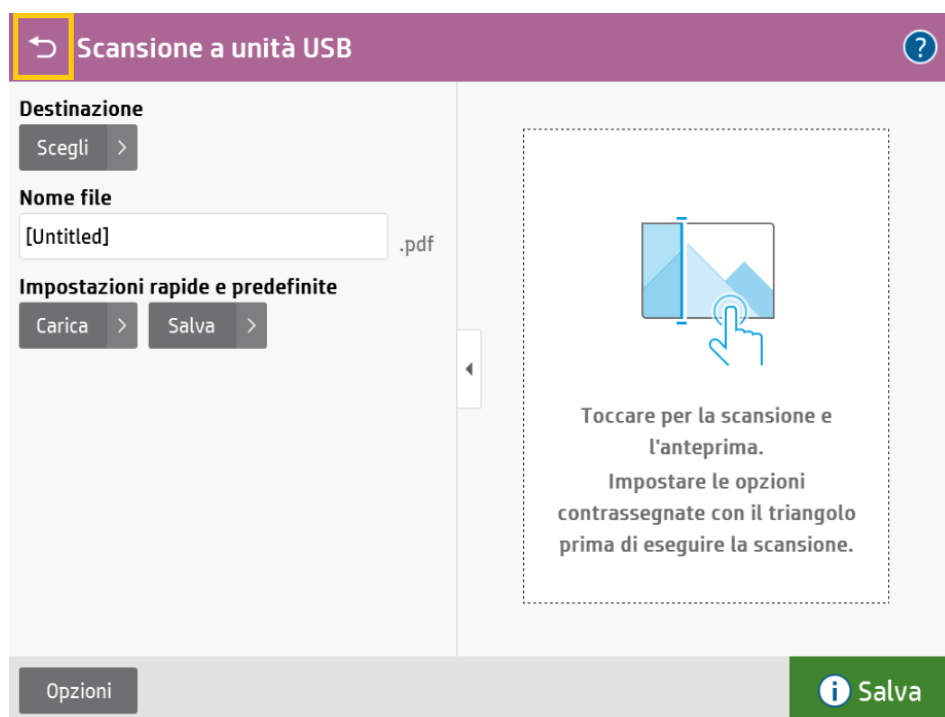 Scansione a unità USB
?
Destinazione
Scegli >
Nome file
[Untitled] .pdf
Impostazioni rapide e predefinite
Carica > Salva >
Toccare per la scansione e
l'anteprima.
Impostare le opzioni
contrassegnate con il triangolo
prima di eseguire la scansione.
Opzioni
i Salva